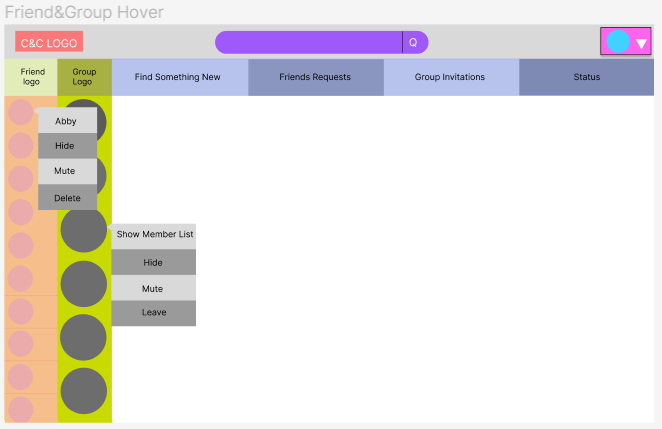 Friend&Group Hover
C&C LOGO
Q
Friend
logo
Group
Logo
Find Something New
Friends Requests
Group Invitations
Status
Abby
Hide
Mute
Delete
Show Member List
Hide
Mute
Leave